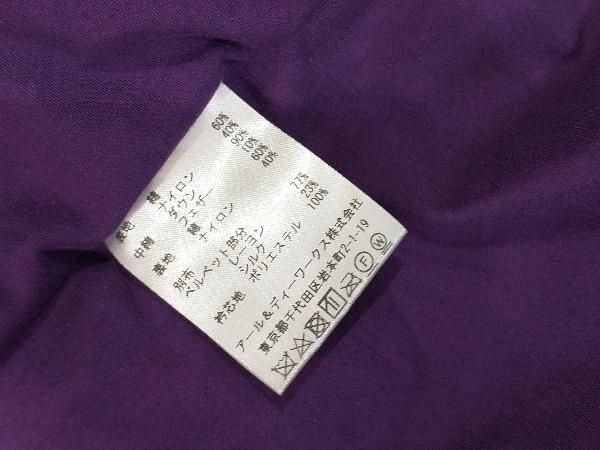 表地 綿 60%
ナイロン 40%
中綿 ダウン 90%
フェザー 10%
裏地 綿 60%
ナイロン 40%
別布
ベルベット部分
レーヨン 77%
シルク 23%
衿芯地 ポリエステル 100%
アール&ディーワークス株式会社
東京都千代田区岩本町2-1-19
F W